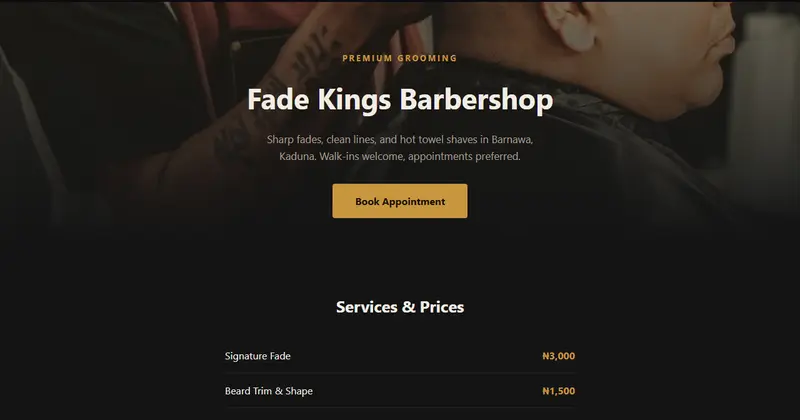 PREMIUM GROOMING
Fade Kings Barbershop
Sharp fades, clean lines, and hot towel shaves in Barnawa,
Kaduna. Walk-ins welcome, appointments preferred.
Book Appointment
Services & Prices
Signature Fade ₦3,000
Beard Trim & Shape ₦1,500